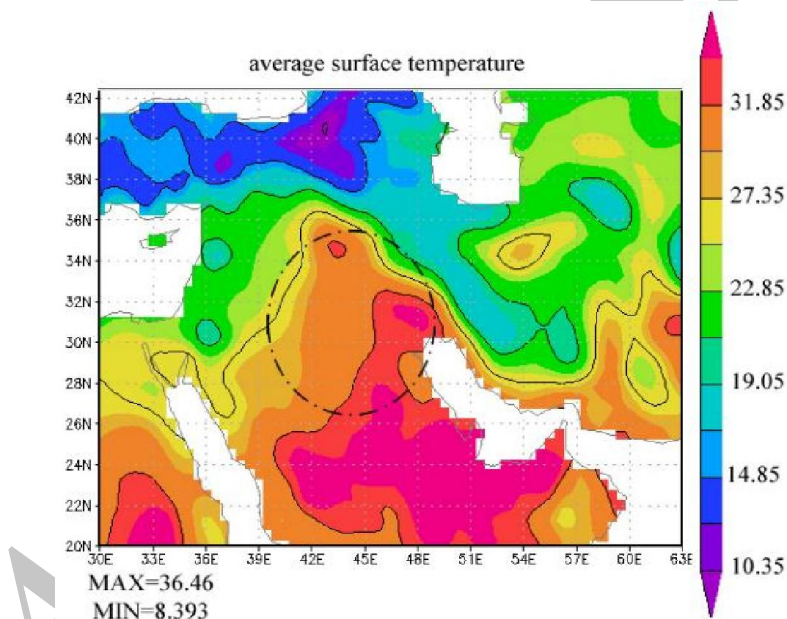 average surface temperature
42N
40N
38N
36N
34N
32N
30N
28N
26N
24N
22N
20N
30E 33E 36E 39E 42E 45E 48E 51E 54E 57E 60E 63E
31.85
27.35
22.85
19.05
14.85
10.35
MAX=36.46
MIN=8.393